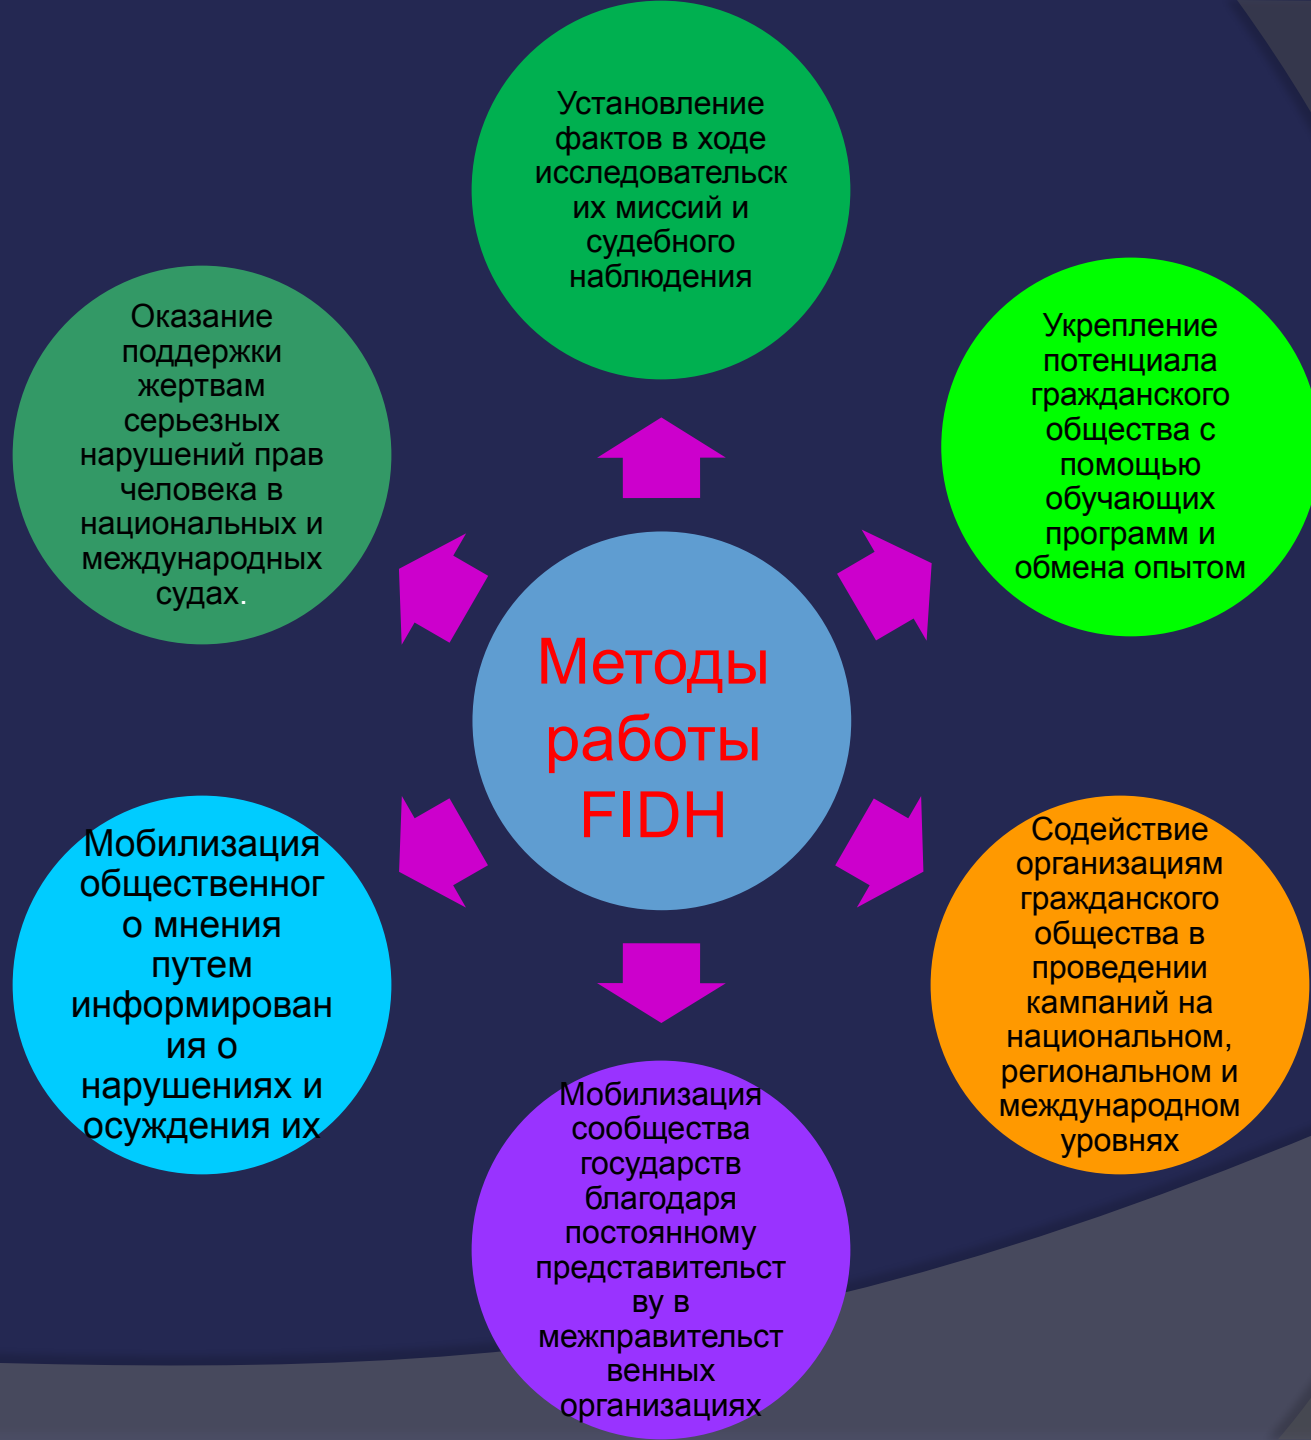 Установление
фактов в ходе
исследовательск
их миссий и
судебного
наблюдения
Оказание
поддержки
жертвам
серьезных
нарушений прав
человека в
национальных и
международных
судах.
Укрепление
потенциала
гражданского
общества с
помощью
обучающих
программ и
обмена опытом
Методы
работы
FIDH
Мобилизация
общественног
о мнения
путем
информирован
ия о
нарушениях и
осуждения их
Содействие
организациям
гражданского
общества в
проведении
кампаний на
национальном,
региональном и
международном
уровнях
Мобилизация
сообщества
государств
благодаря
постоянному
представительст
ву в
межправительст
венных
организациях